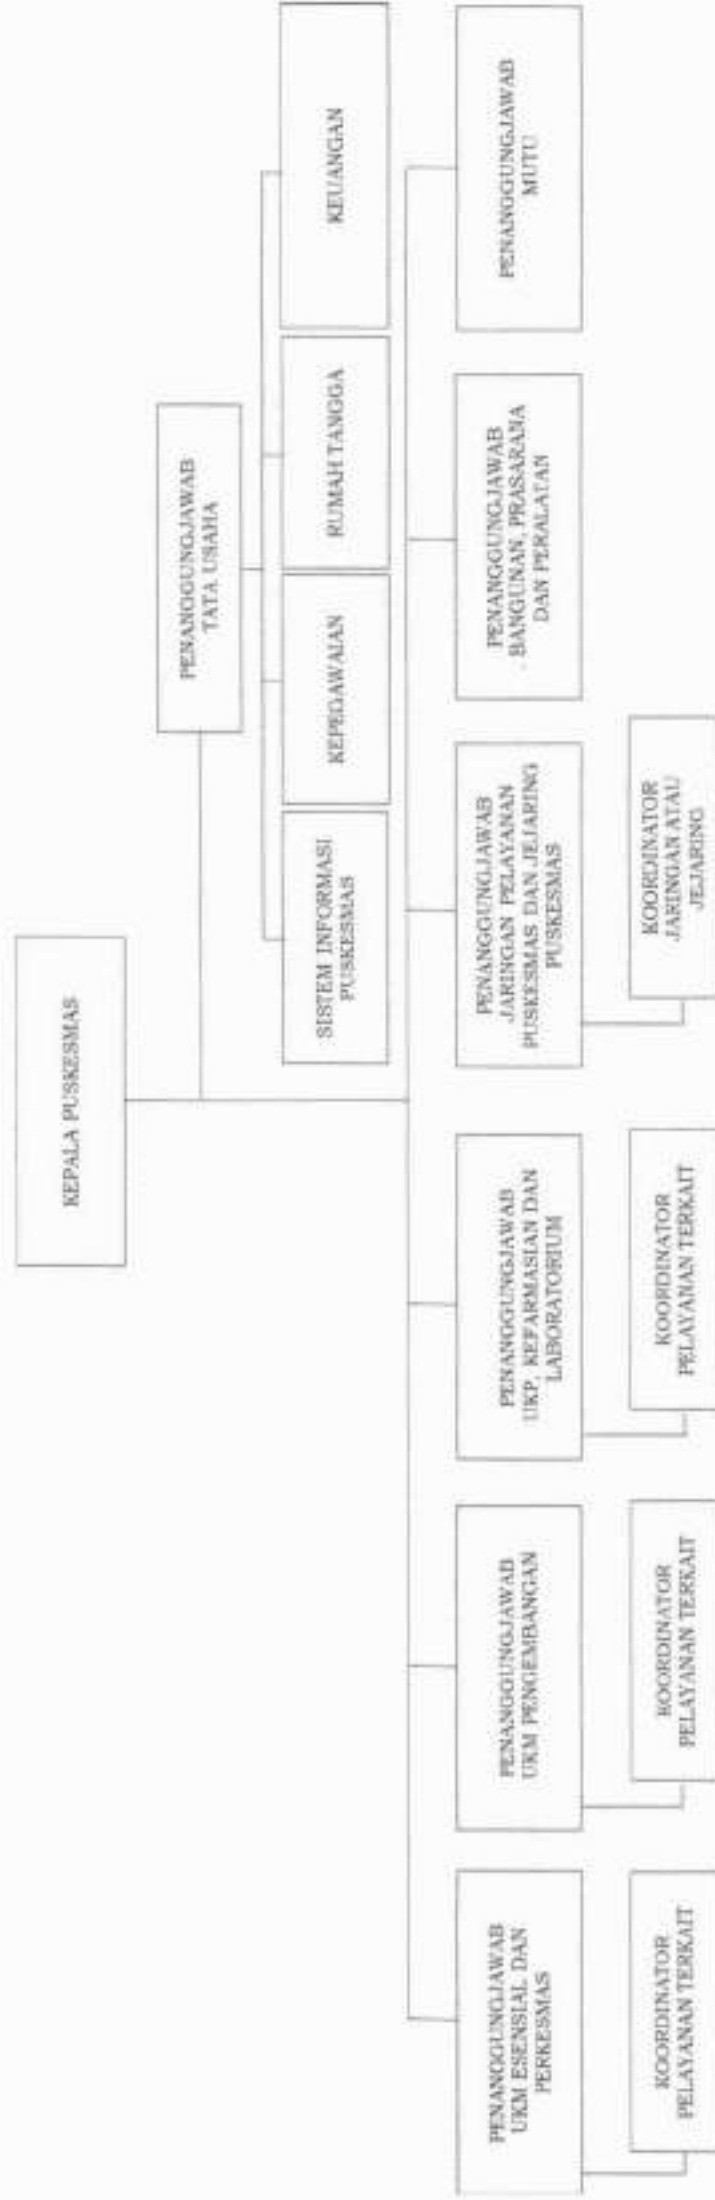 KEPALA PUSKESMAS
PENANGGUNGJAWAB
TATA USAHA
SISTEM INFORMASI
PUSKESMAS
KEPEGAWAIAN
RUMAH TANGGA
KEUANGAN
PENANGGUNGJAWAB
UKM ESENSIAL DAN
PERKESMAS
PENANGGUNGJAWAB
UKM PENGEMBANGAN
PENANGGUNGJAWAB
UKP, KEFARMASIAN DAN
LABORATORIUM
PENANGGUNGJAWAB
JARINGAN PELAYANAN
PUSKESMAS DAN JEJARING
PUSKESMAS
PENANGGUNGJAWAB
BANGUNAN, PRASARANA
DAN PERALATAN
PENANGGUNGJAWAB
MUTU
KOORDINATOR
PELAYANAN TERKAIT
KOORDINATOR
PELAYANAN TERKAIT
KOORDINATOR
PELAYANAN TERKAIT
KOORDINATOR
JARINGAN ATAU
JEJARING